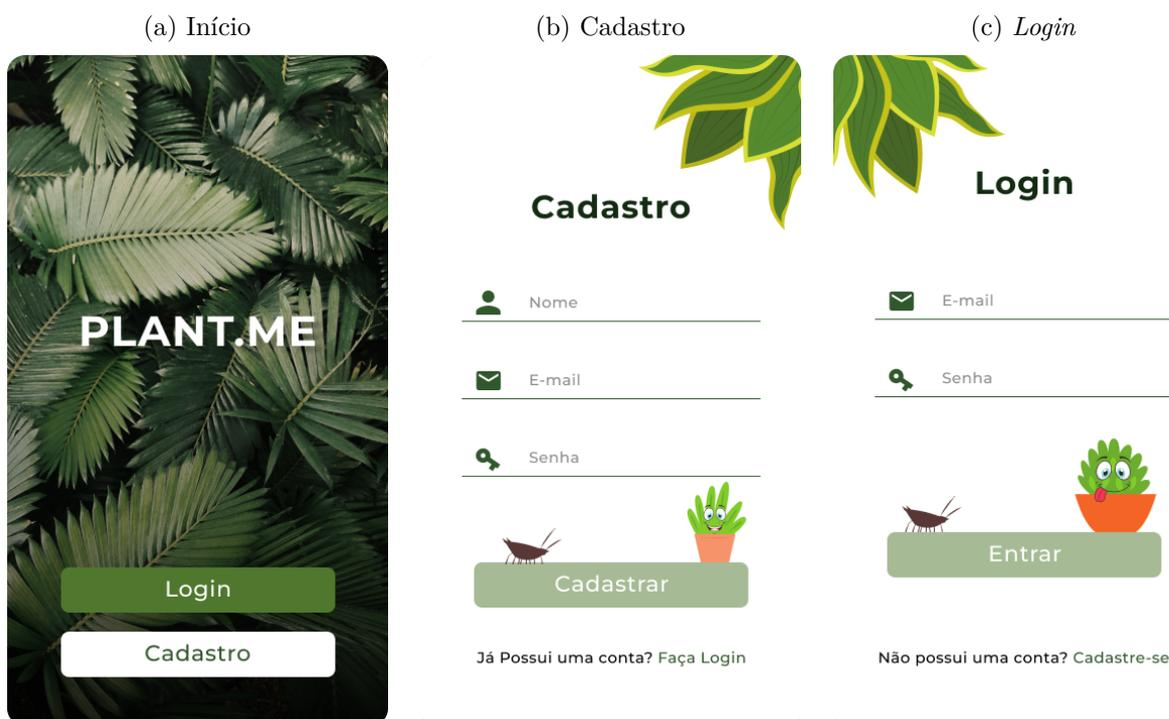 (a) Início
PLANT.ME
Login
Cadastro
(b) Cadastro
Cadastro
Nome
E-mail
Senha
Cadastrar
Já Possui uma conta? Faça Login
(c) Login
Login
E-mail
Senha
Entrar
Não possui uma conta? Cadastre-se